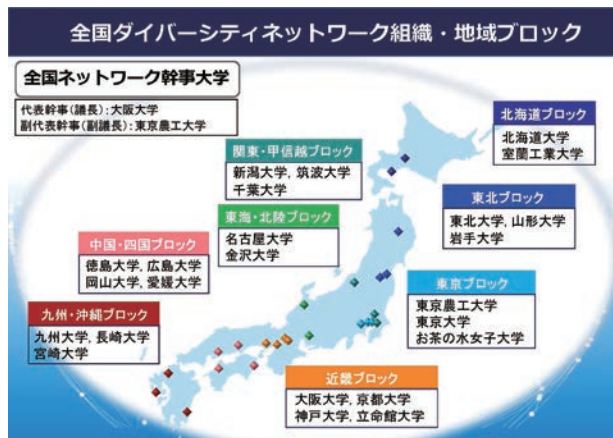 全国ダイバーシティネットワーク組織・地域ブロック
全国ネットワーク幹事大学
代表幹事(議長):大阪大学
副代表幹事(副議長):東京農工大学
北海道ブロック
北海道大学
室蘭工業大学
関東・甲信越ブロック
新潟大学, 筑波大学
千葉大学
東北ブロック
東北大学, 山形大学
岩手大学
東海・北陸ブロック
名古屋大学
金沢大学
中国・四国ブロック
徳島大学, 広島大学
岡山大学, 愛媛大学
東京ブロック
東京農工大学
東京大学
お茶の水女子大学
九州・沖縄ブロック
九州大学, 長崎大学
宮崎大学
近畿ブロック
大阪大学, 京都大学
神戸大学, 立命館大学